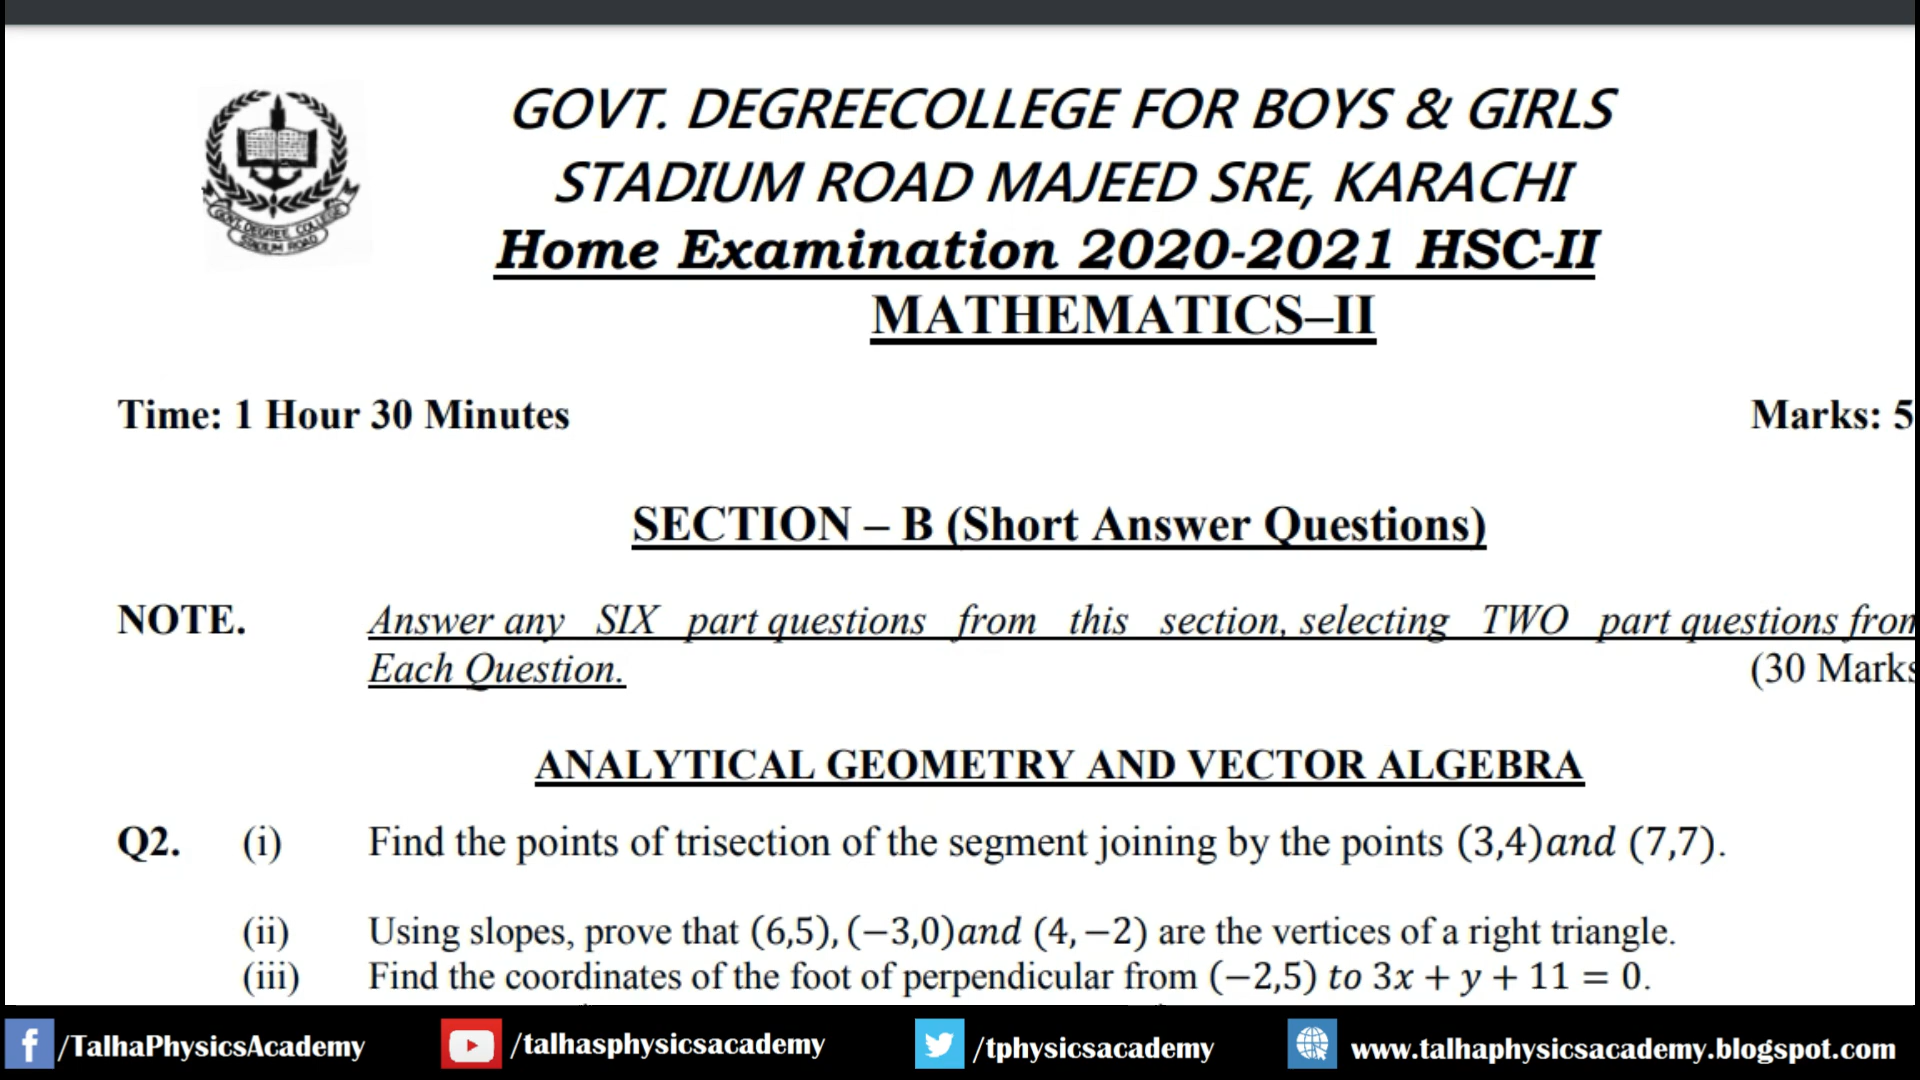 GOVT. DEGREECOLLEGE FOR BOYS & GIRLS
STADIUM ROAD MAJEED SRE, KARACHI
Home Examination 2020-2021 HSC-II
MATHEMATICS–II
GOVT. DEGREE COLLEGE
STADIUM ROAD
Time: 1 Hour 30 Minutes Marks: 5
SECTION – B (Short Answer Questions)
NOTE. Answer any SIX part questions from this section, selecting TWO part questions from
Each Question. (30 Marks
ANALYTICAL GEOMETRY AND VECTOR ALGEBRA
Q2. (i) Find the points of trisection of the segment joining by the points (3,4)and (7,7).
(ii) Using slopes, prove that (6,5), (−3,0)and (4, −2) are the vertices of a right triangle.
(iii) Find the coordinates of the foot of perpendicular from (−2,5) to 3x + y + 11 = 0.
/TalhaPhysicsAcademy /talhasphysicsacademy /tphysicsacademy www.talhaphysicsacademy.blogspot.com